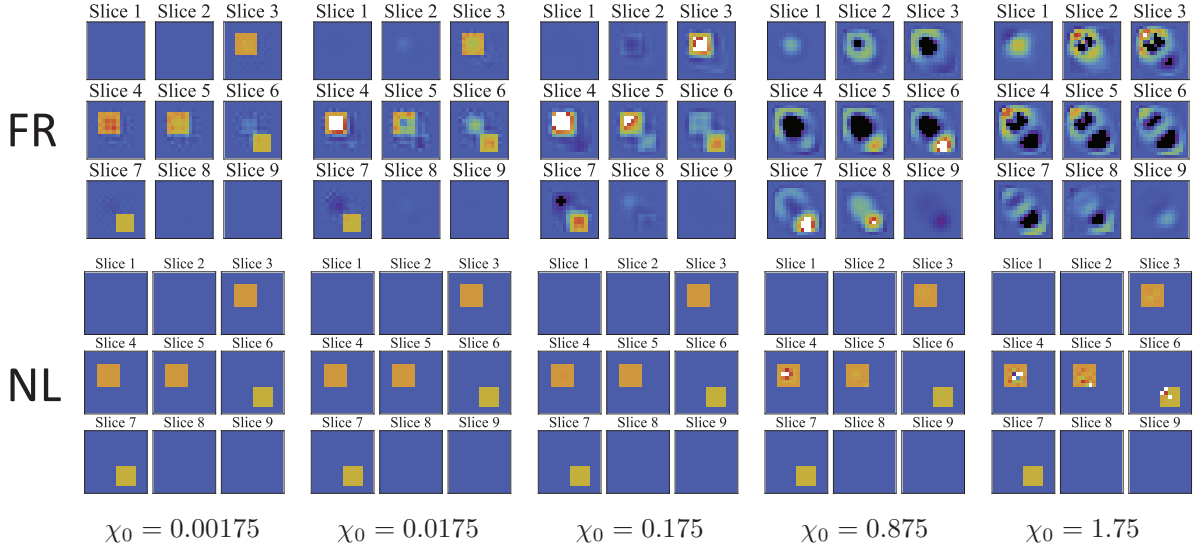 Slice 1 Slice 2 Slice 3 Slice 1 Slice 2 Slice 3 Slice 1 Slice 2 Slice 3 Slice 1 Slice 2 Slice 3 Slice 1 Slice 2 Slice 3
FR Slice 4 Slice 5 Slice 6 Slice 4 Slice 5 Slice 6 Slice 4 Slice 5 Slice 6 Slice 4 Slice 5 Slice 6 Slice 4 Slice 5 Slice 6
Slice 7 Slice 8 Slice 9 Slice 7 Slice 8 Slice 9 Slice 7 Slice 8 Slice 9 Slice 7 Slice 8 Slice 9 Slice 7 Slice 8 Slice 9
Slice 1 Slice 2 Slice 3 Slice 1 Slice 2 Slice 3 Slice 1 Slice 2 Slice 3 Slice 1 Slice 2 Slice 3 Slice 1 Slice 2 Slice 3
NL Slice 4 Slice 5 Slice 6 Slice 4 Slice 5 Slice 6 Slice 4 Slice 5 Slice 6 Slice 4 Slice 5 Slice 6 Slice 4 Slice 5 Slice 6
Slice 7 Slice 8 Slice 9 Slice 7 Slice 8 Slice 9 Slice 7 Slice 8 Slice 9 Slice 7 Slice 8 Slice 9 Slice 7 Slice 8 Slice 9
χ₀ = 0.00175 χ₀ = 0.0175 χ₀ = 0.175 χ₀ = 0.875 χ₀ = 1.75